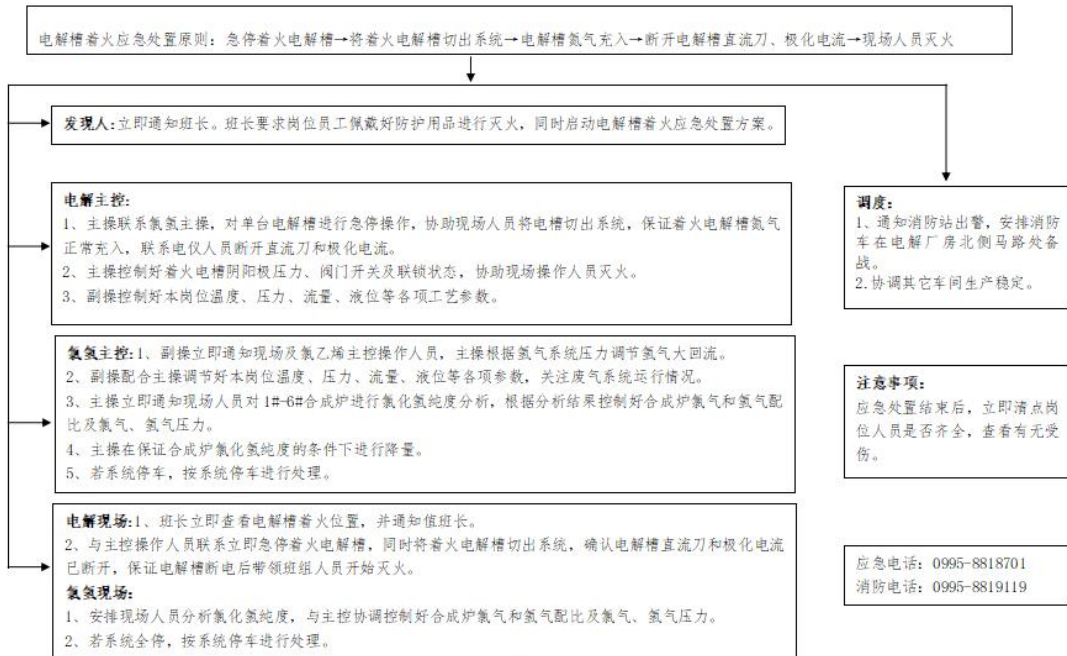 电解槽着火应急处置原则：急停着火电解槽→将着火电解槽切出系统→电解槽氮气充入→断开电解槽直流刀、极化电流→现场人员灭火
发现人:立即通知班长。班长要求岗位员工佩戴好防护用品进行灭火，同时启动电解槽着火应急处置方案。
电解主控:
1、主操联系氯氢主操，对单台电解槽进行急停操作，协助现场人员将电槽切出系统，保证着火电解槽氮气
正常充入，联系电仪人员断开直流刀和极化电流。
2、主操控制好着火电槽阴阳极压力、阀门开关及联锁状态，协助现场操作人员灭火。
3、副操控制好本岗位温度、压力、流量、液位等各项工艺参数。
氯氢主控:1、副操立即通知现场及氯乙烯主控操作人员，主操根据氢气系统压力调节氢气大回流。
2、副操配合主操调节好本岗位温度、压力、流量、液位等各项参数，关注废气系统运行情况。
3、主操立即通知现场人员对1#-6#合成炉进行氯化氢纯度分析，根据分析结果控制好合成炉氯气和氢气配
比及氯气、氢气压力。
4、主操在保证合成炉氯化氢纯度的条件下进行降量。
5、若系统停车，按系统停车进行处理。
电解现场:1、班长立即查看电解槽着火位置，并通知值班长。
2、与主控操作人员联系立即急停着火电解槽，同时将着火电解槽切出系统，确认电解槽直流刀和极化电流
已断开，保证电解槽断电后带领班组人员开始灭火。
氯氢现场:
1、安排现场人员分析氯化氢纯度，与主控协调控制好合成炉氯气和氢气配比及氯气、氢气压力。
2、若系统全停，按系统停车进行处理。
调度:
1、通知消防站出警，安排消防
车在电解厂房北侧马路处备
战。
2.协调其它车间生产稳定。
注意事项:
应急处置结束后，立即清点岗
位人员是否齐全，查看有无受
伤。
应急电话：0995-8818701
消防电话：0995-8819119